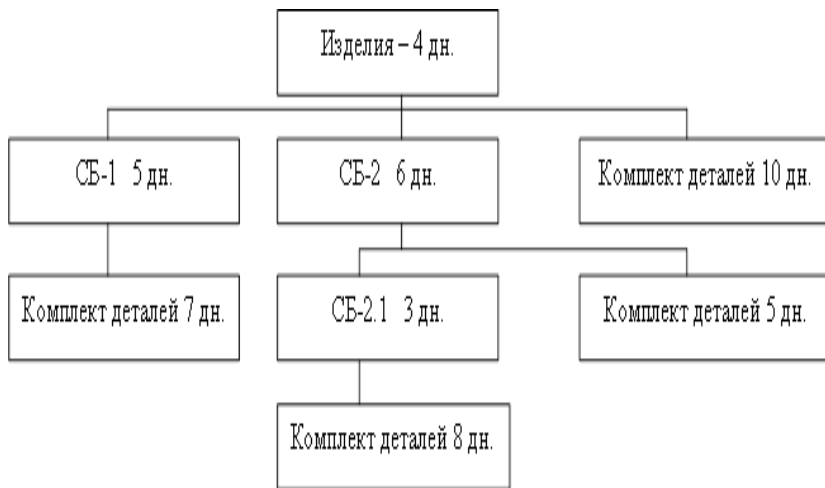 Изделия – 4 дн.
СБ-1 5 дн.
СБ-2 6 дн.
Комплект деталей 10 дн.
Комплект деталей 7 дн.
СБ-2.1 3 дн.
Комплект деталей 5 дн.
Комплект деталей 8 дн.